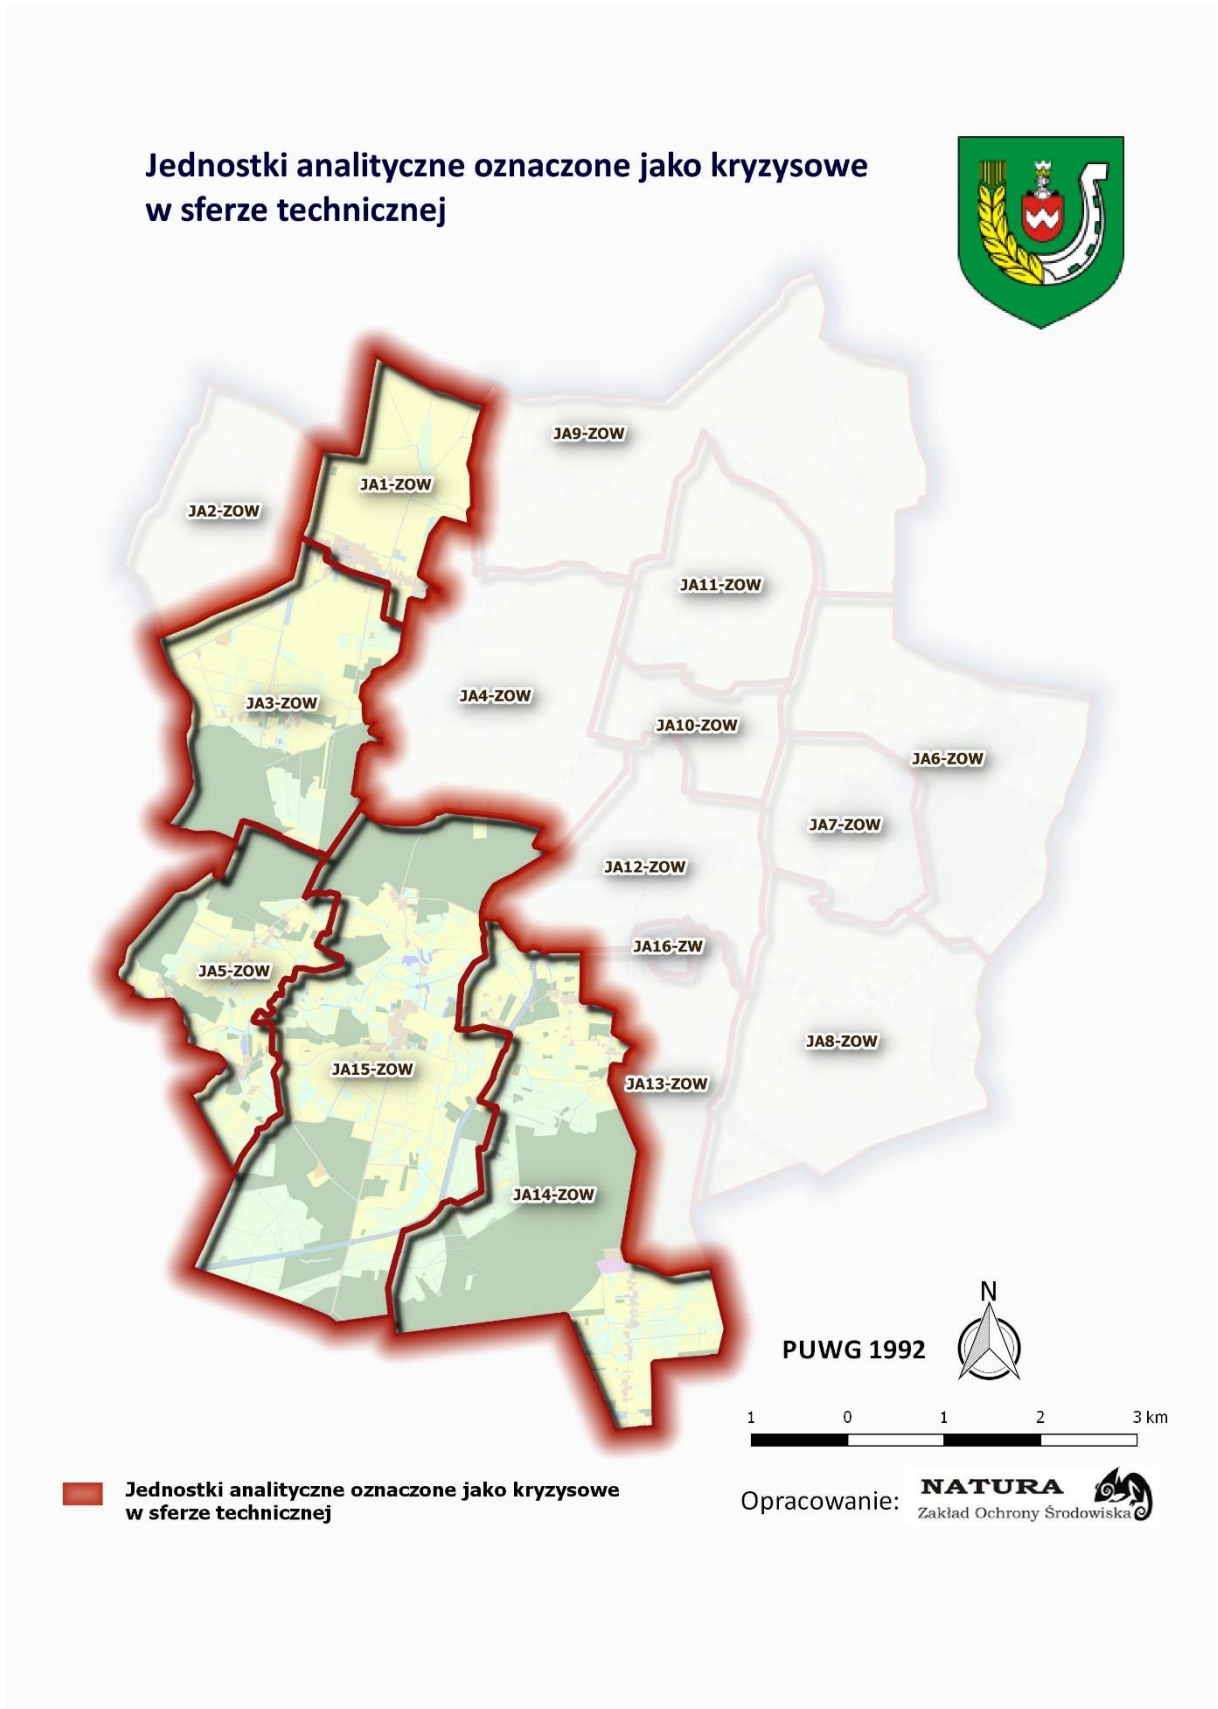 Jednostki analityczne oznaczone jako kryzysowe
w sferze technicznej
JA9-ZOW
JA1-ZOW
JA2-ZOW
JA11-ZOW
JA4-ZOW
JA3-ZOW
JA10-ZOW
JA6-ZOW
JA7-ZOW
JA12-ZOW
JA16-ZW
JA5-ZOW
JA8-ZOW
JA15-ZOW
JA13-ZOW
JA14-ZOW
N
PUWG 1992
1 0 1 2 3 km
Jednostki analityczne oznaczone jako kryzysowe
w sferze technicznej
Opracowanie:
NATURA
Zakład Ochrony Środowiska